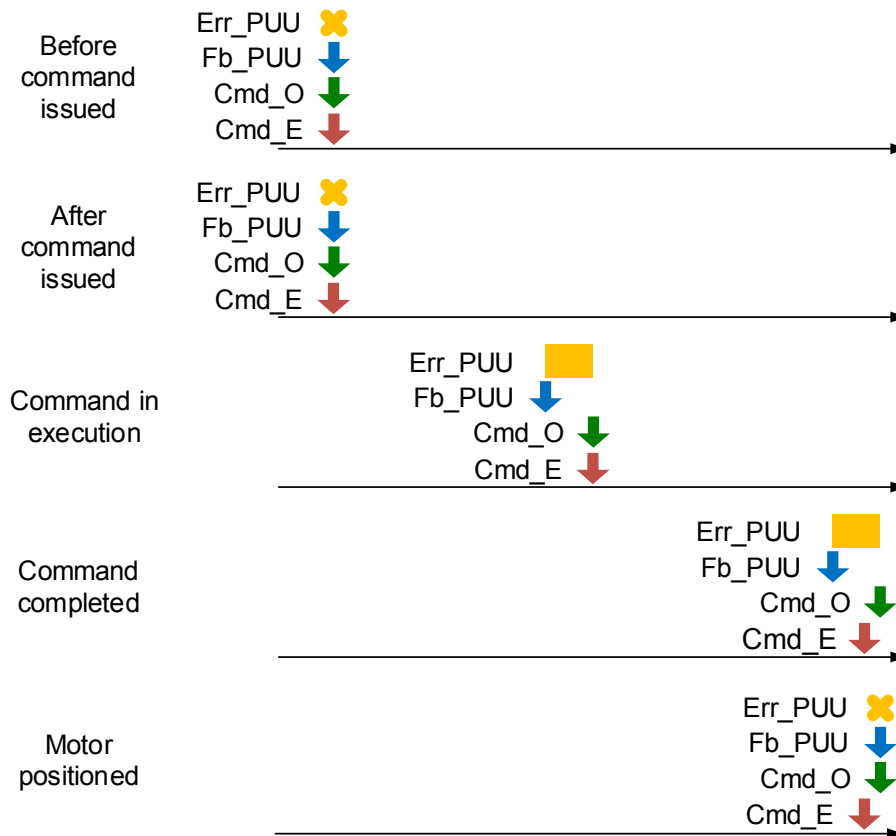 Before
command
issued
Err_PUU
Fb_PUU
Cmd_O
Cmd_E
After
command
issued
Err_PUU
Fb_PUU
Cmd_O
Cmd_E
Command in
execution
Err_PUU
Fb_PUU
Cmd_O
Cmd_E
Command
completed
Err_PUU
Fb_PUU
Cmd_O
Cmd_E
Motor
positioned
Err_PUU
Fb_PUU
Cmd_O
Cmd_E